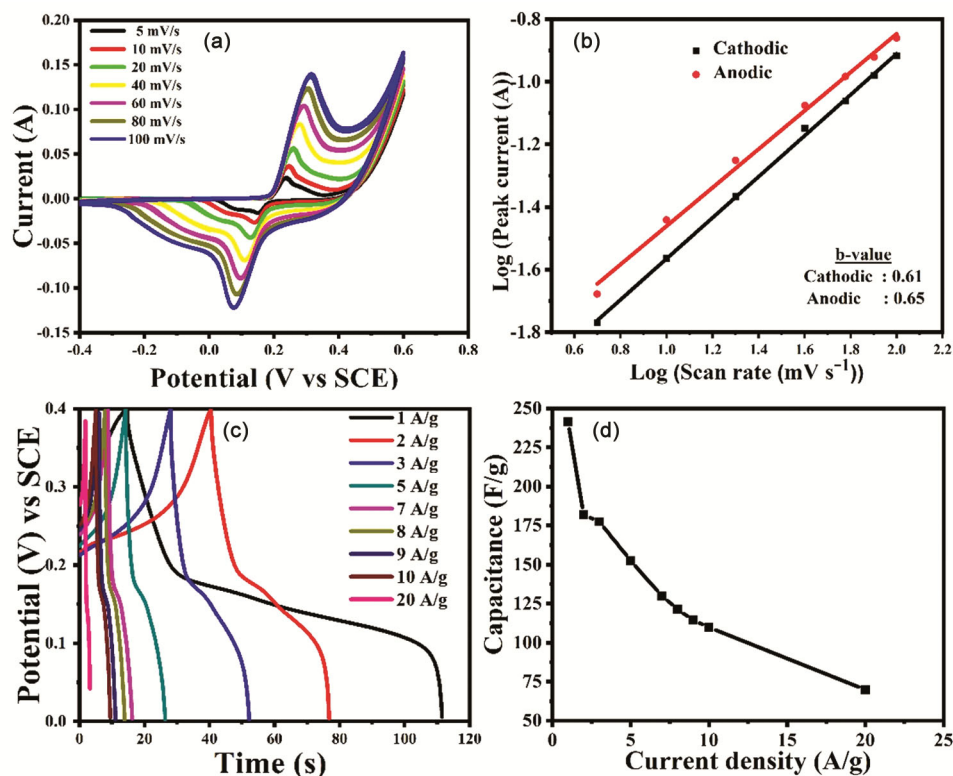 (a)
5 mV/s
10 mV/s
20 mV/s
40 mV/s
60 mV/s
80 mV/s
100 mV/s
Current (A)
0.20
0.15
0.10
0.05
0.00
-0.05
-0.10
-0.15
-0.4 -0.2 0.0 0.2 0.4 0.6 0.8
Potential (V vs SCE)
(b)
Cathodic
Anodic
Log (Peak current (A))
-0.8
-1.0
-1.2
-1.4
-1.6
-1.8
b-value
Cathodic : 0.61
Anodic : 0.65
0.6 0.8 1.0 1.2 1.4 1.6 1.8 2.0 2.2
Log (Scan rate (mV s⁻¹))
(c)
1 A/g
2 A/g
3 A/g
5 A/g
7 A/g
8 A/g
9 A/g
10 A/g
20 A/g
Potential (V) vs SCE
0.4
0.3
0.2
0.1
0.0
0 20 40 60 80 100 120
Time (s)
(d)
Capacitance (F/g)
250
225
200
175
150
125
100
75
50
0 5 10 15 20 25
Current density (A/g)